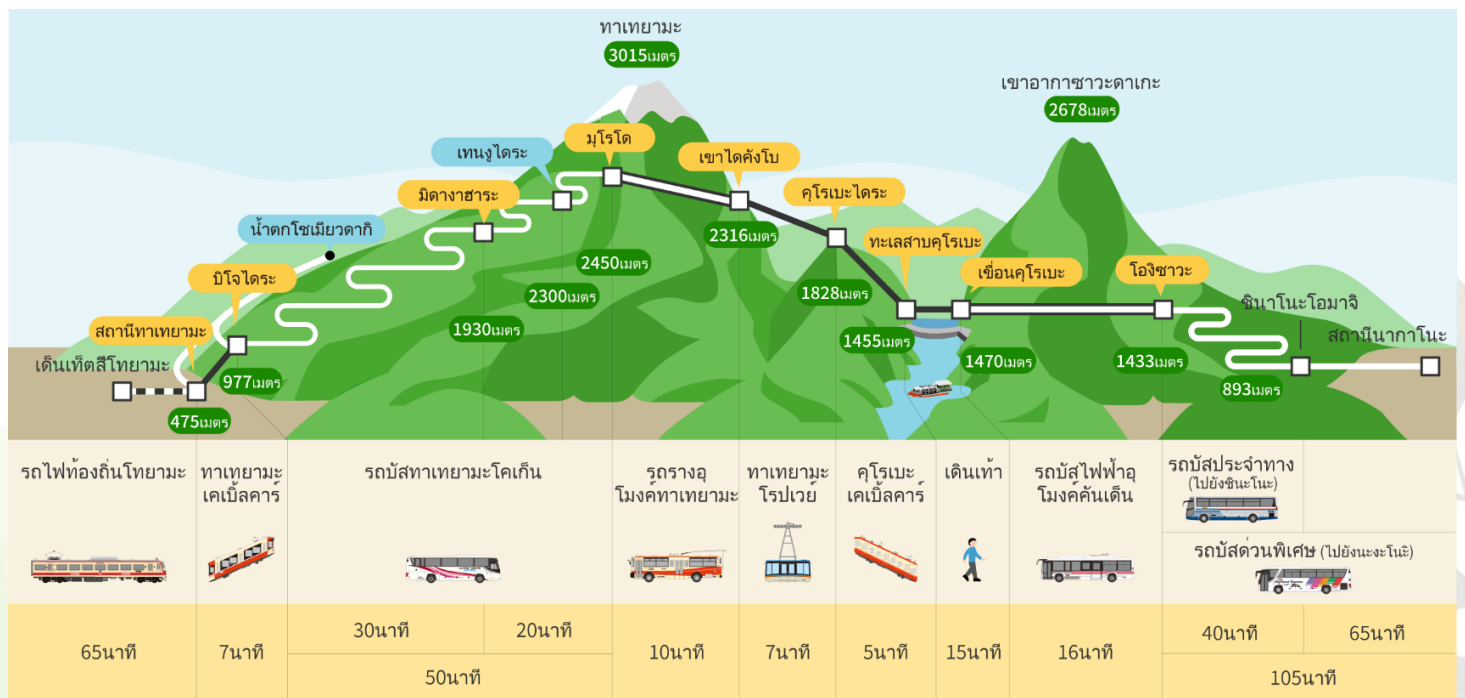 ทาเทยามะ
3015เมตร
เขาอากาซาวะดาเกะ
2678เมตร
มุโรโด
เทนงูไดระ
เขาไดคังโบ
มิดางาฮาระ
คุโรเบะไดระ
น้ำตกโชเมียวดากิ
ทะเลสาบคุโรเบะ
เขื่อนคุโรเบะ
โองิซาวะ
บิโจไดระ
สถานีทาเทยามะ
เด็นเท็ตสึโทยามะ
ชินาโนะโอมาจิ
สถานีนากาโนะ
2316เมตร
2450เมตร
2300เมตร
1828เมตร
1930เมตร
1455เมตร
1470เมตร
1433เมตร
977เมตร
893เมตร
475เมตร
รถไฟท้องถิ่นโทยามะ
ทาเทยามะ
เคเบิ้ลคาร์
รถบัสทาเทยามะโคเก็น
รถรางอุ
โมงค์ทาเทยามะ
ทาเทยามะ
โรปเวย
คุโรเบะ
เคเบิ้ลคาร์
เดินเท้า
รถบัสไฟฟ้าอุ
โมงค์คันเด็น
รถบัสประจำทาง
(ไปยังชินะโนะ)
รถบัสด่วนพิเศษ (ไปยังนะงะโนะ)
65นาที
7นาที
30นาที
20นาที
50นาที
10นาที
7นาที
5นาที
15นาที
16นาที
40นาที
65นาที
105นาที